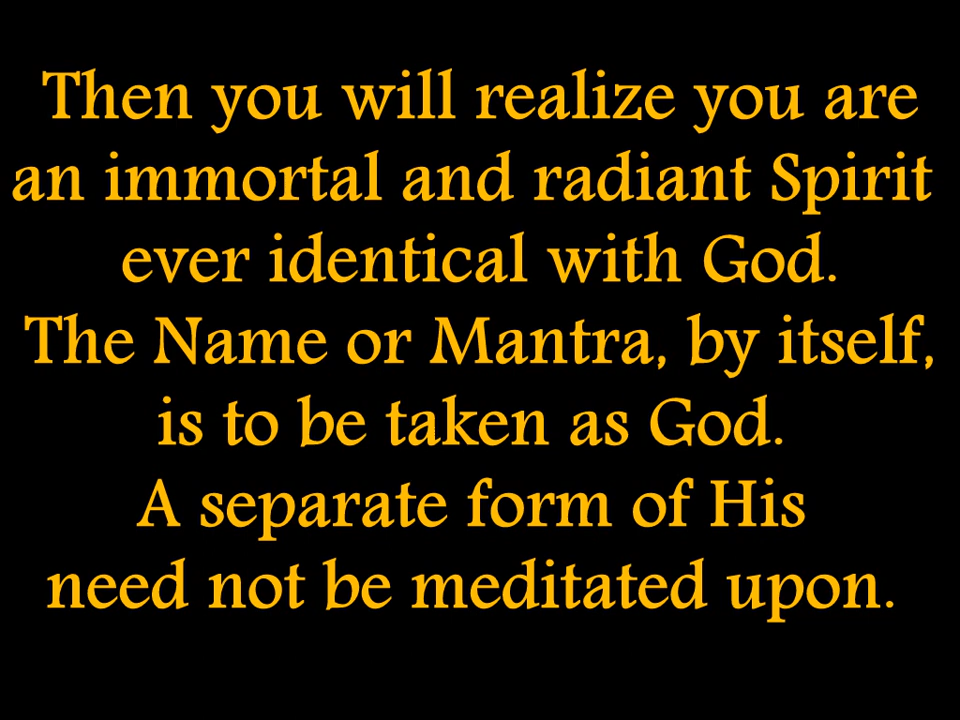 Then you will realize you are
an immortal and radiant Spirit
ever identical with God.
The Name or Mantra, by itself,
is to be taken as God.
A separate form of His
need not be meditated upon.